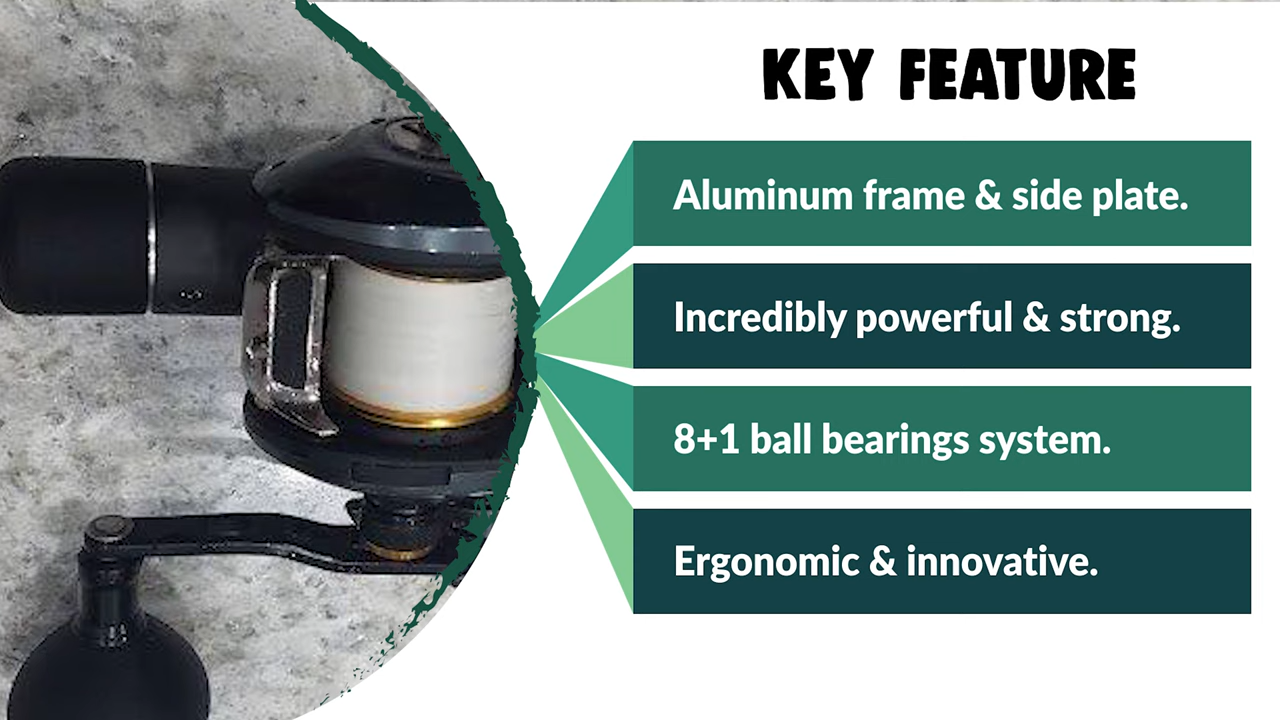 KEY FEATURE
Aluminum frame & side plate.
Incredibly powerful & strong.
8+1 ball bearings system.
Ergonomic & innovative.